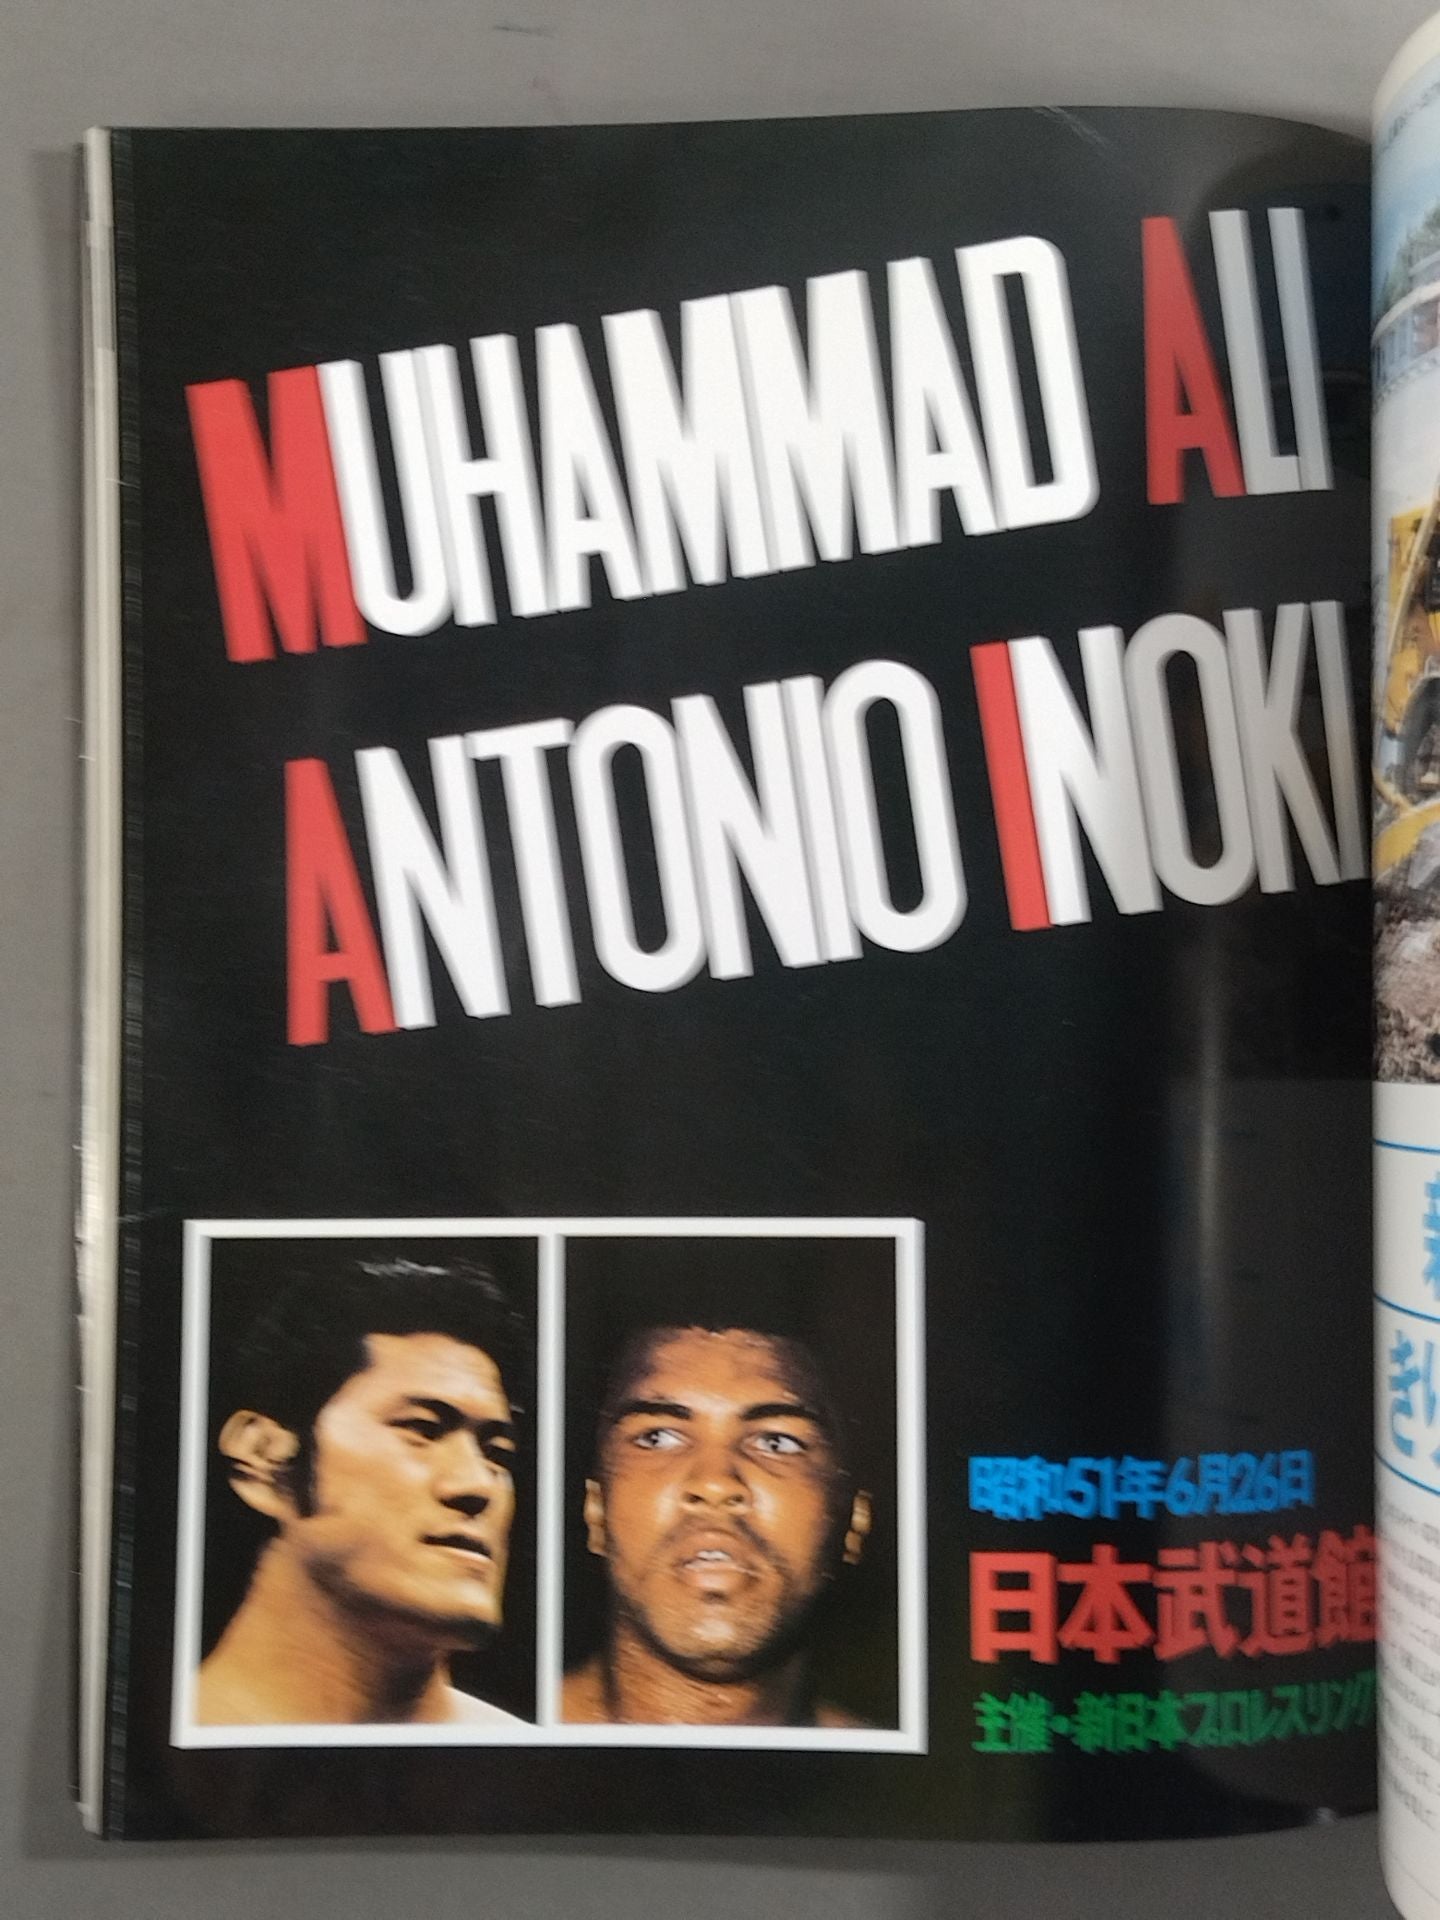 MUHAMMAD ALI
ANTONIO INOKI
昭和51年6月26日
日本武道館
主催・新日本プロレスリング